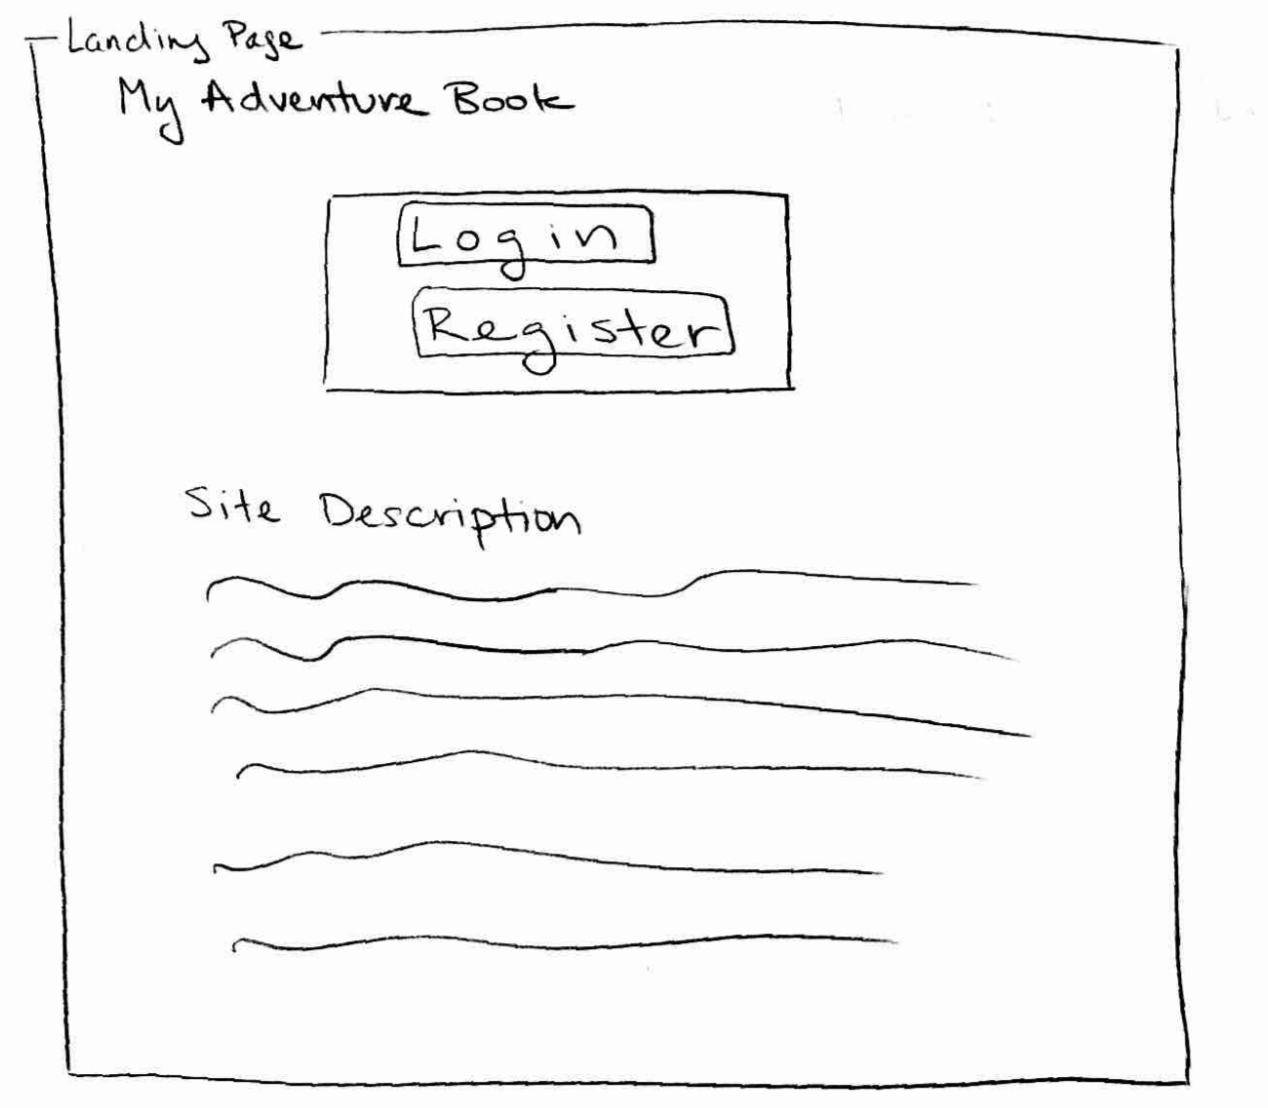 Landing Page
My Adventure Book
Login
Register
Site Description